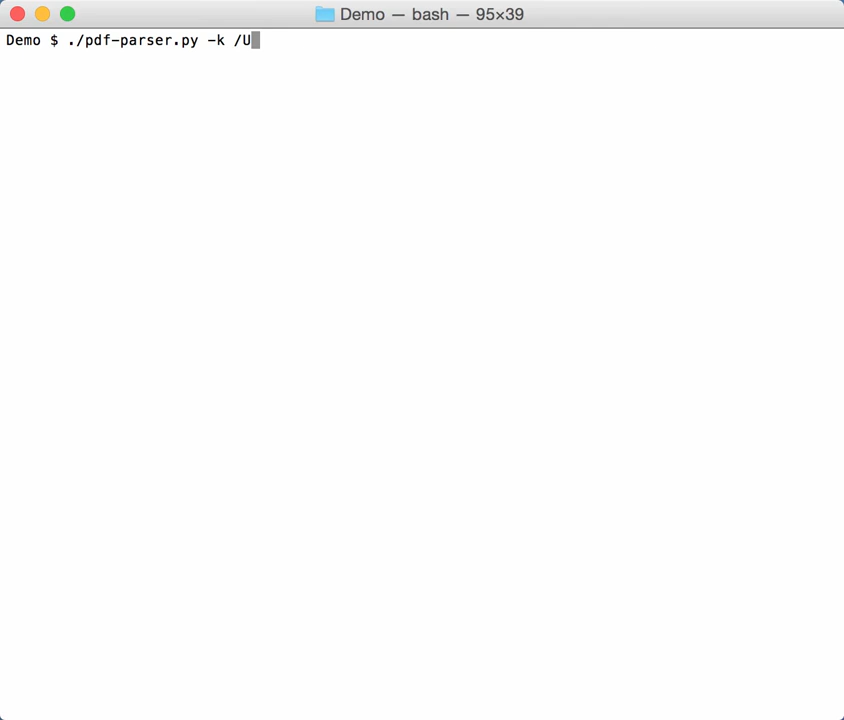 Demo — bash — 95×39
Demo $ ./pdf-parser.py -k /U